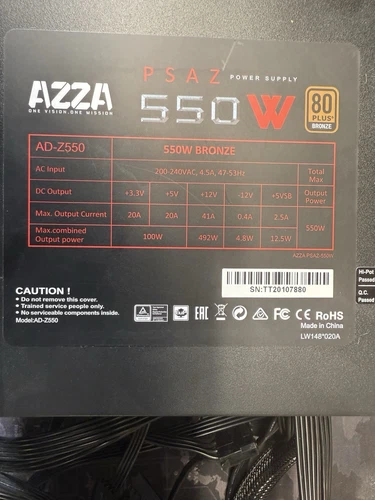 PSAZ POWER SUPPLY
AZZA
ONE VISION.ONE MISSION
550W
80
PLUS
BRONZE
AD-Z550 550W BRONZE
AC Input 200-240VAC, 4.5A, 47-53Hz Total Max
DC Output +3.3V +5V +12V -12V +5VSB Output Power
Max. Output Current 20A 20A 41A 0.4A 2.5A 550W
Max.combined Output power 100W 492W 4.8W 12.5W
AZZA-PSAZ-550W
SN:TT20107880
CAUTION !
• Do not remove this cover.
• Trained service people only.
• No serviceable components inside.
Model:AD-Z550
EAC
CE RoHS
Made in China
LW148*020A
Hi-Pot
Passed
Q.C.
Passed